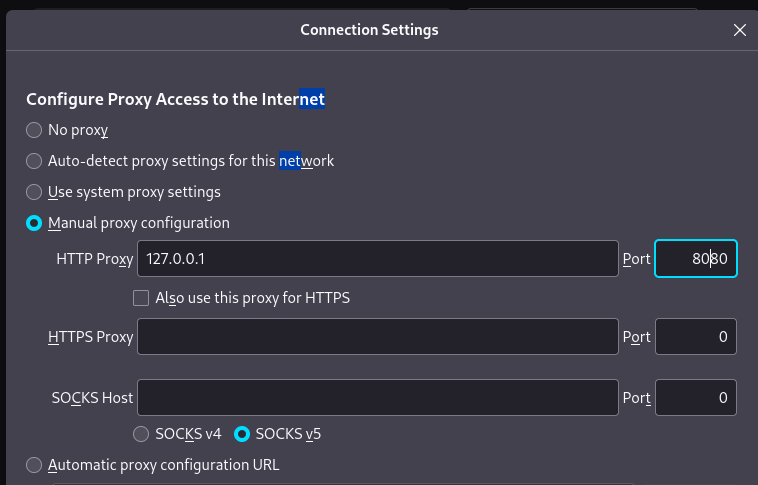 Connection Settings
Configure Proxy Access to the Internet
No proxy
Auto-detect proxy settings for this network
Use system proxy settings
Manual proxy configuration
HTTP Proxy 127.0.0.1 Port 8080
Also use this proxy for HTTPS
HTTPS Proxy Port 0
SOCKS Host Port 0
SOCKS v4 SOCKS v5
Automatic proxy configuration URL